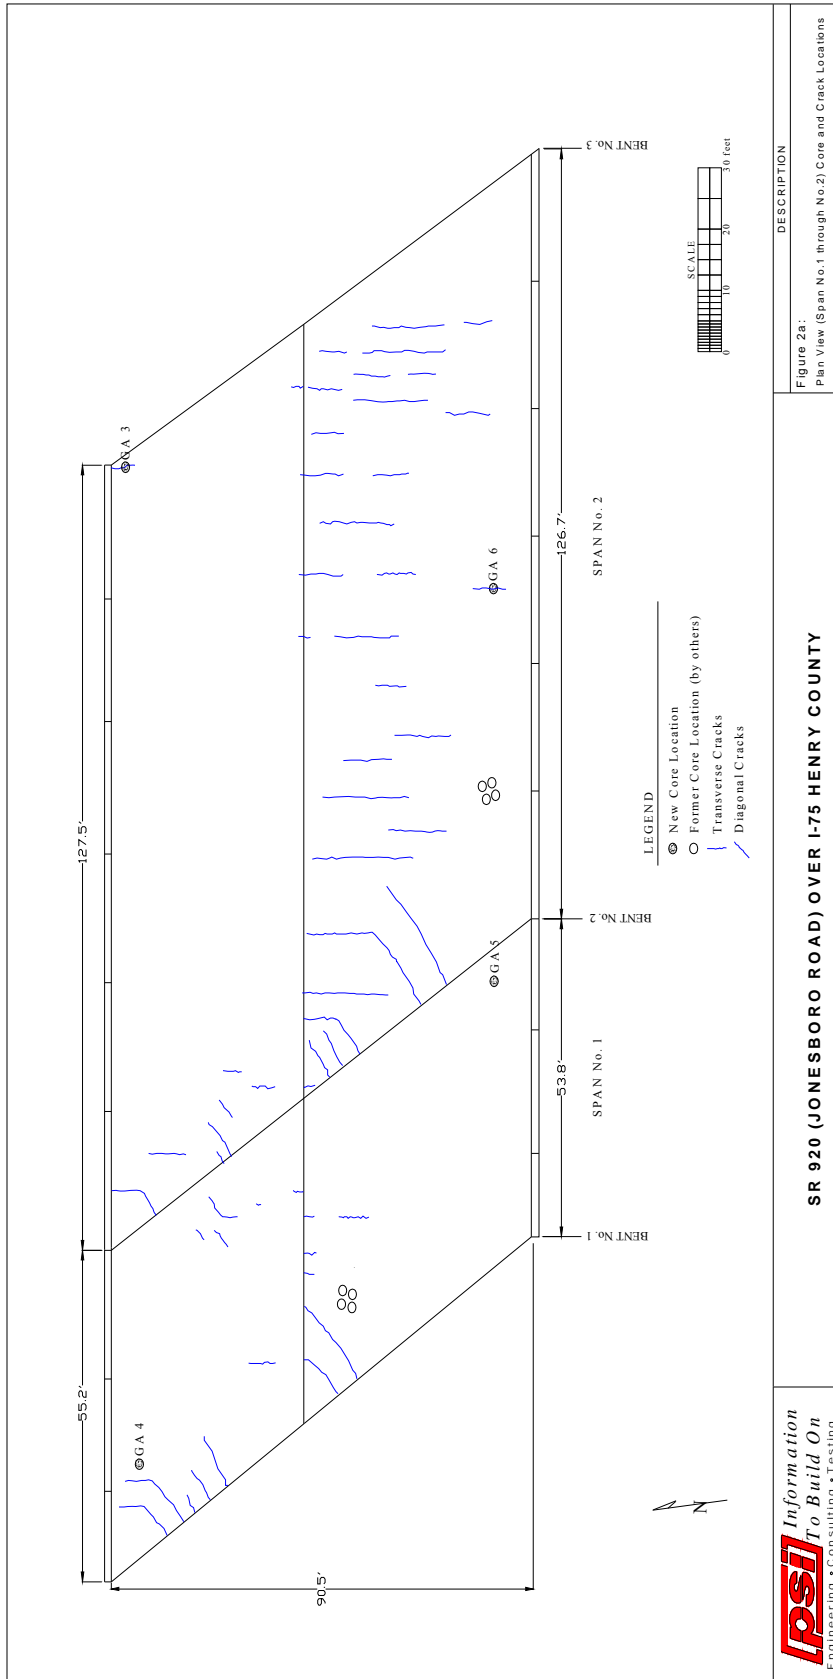 127.5'
55.2'
90.5'
GA 3
GA 4
GA 5
GA 6
126.7'
53.8'
SPAN No. 2
SPAN No. 1
BENT No. 3
BENT No. 2
BENT No. 1
SCALE
0 10 20 30 feet
LEGEND
New Core Location
Former Core Location (by others)
Transverse Cracks
Diagonal Cracks
N
psi
Information
To Build On
Engineering • Consulting • Testing
SR 920 (JONESBORO ROAD) OVER I-75 HENRY COUNTY
DESCRIPTION
Figure 2a:
Plan View (Span No.1 through No.2) Core and Crack Locations